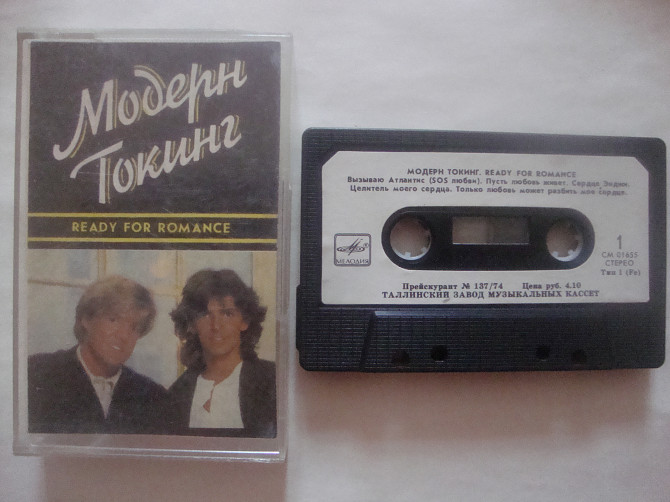 Модерн
Токинг
READY FOR ROMANCE
МОДЕРН ТОКИНГ. READY FOR ROMANCE
Вызываю Атлантис (SOS любви). Пусть любовь живет. Сердца Энджи.
Целитель моего сердца. Только любовь может разбить мое сердце.
МЕЛОДИЯ
1
СМ 01655
СТЕРЕО
Тип I (Fe)
Прейскурант № 137/74 Цена руб. 4.10
ТАЛЛИНСКИЙ ЗАВОД МУЗЫКАЛЬНЫХ КАССЕТ